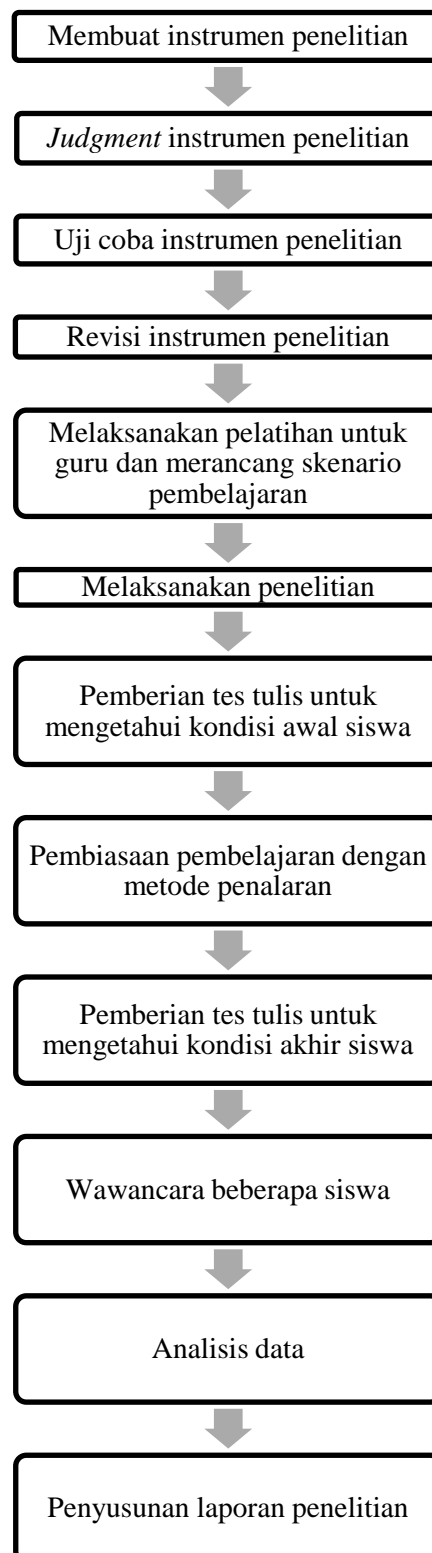 Membuat instrumen penelitian
Judgment instrumen penelitian
Uji coba instrumen penelitian
Revisi instrumen penelitian
Melaksanakan pelatihan untuk
guru dan merancang skenario
pembelajaran
Melaksanakan penelitian
Pemberian tes tulis untuk
mengetahui kondisi awal siswa
Pembiasaan pembelajaran dengan
metode penalaran
Pemberian tes tulis untuk
mengetahui kondisi akhir siswa
Wawancara beberapa siswa
Analisis data
Penyusunan laporan penelitian